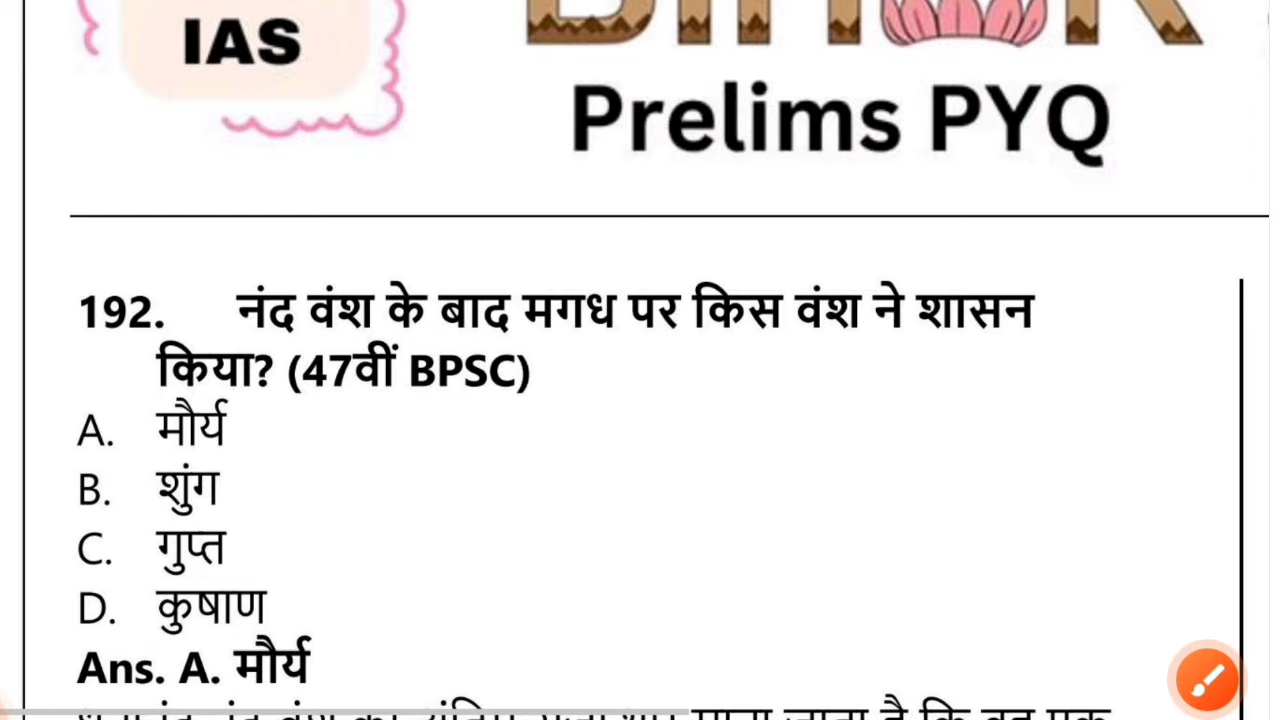 IAS
Prelims PYQ
192. नंद वंश के बाद मगध पर किस वंश ने शासन
किया? (47वीं BPSC)
A. मौर्य
B. शुंग
C. गुप्त
D. कुषाण
Ans. A. मौर्य